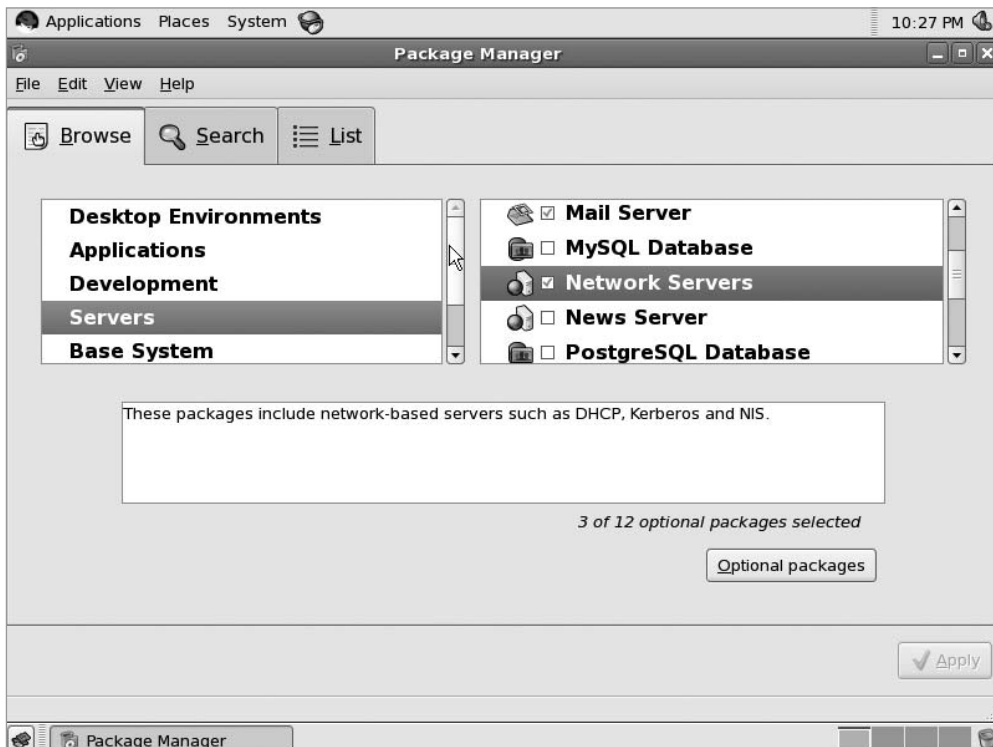 Applications Places System 10:27 PM
Package Manager
File Edit View Help
Browse Search List
Desktop Environments
Applications
Development
Servers
Base System
Mail Server
MySQL Database
Network Servers
News Server
PostgreSQL Database
These packages include network-based servers such as DHCP, Kerberos and NIS.
3 of 12 optional packages selected
Optional packages
Apply
Package Manager